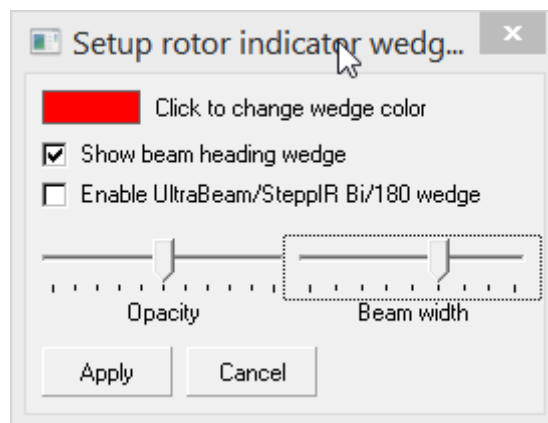 Setup rotor indicator wedg...
Click to change wedge color
Show beam heading wedge
Enable UltraBeam/SteppIR Bi/180 wedge
Opacity Beam width
Apply Cancel